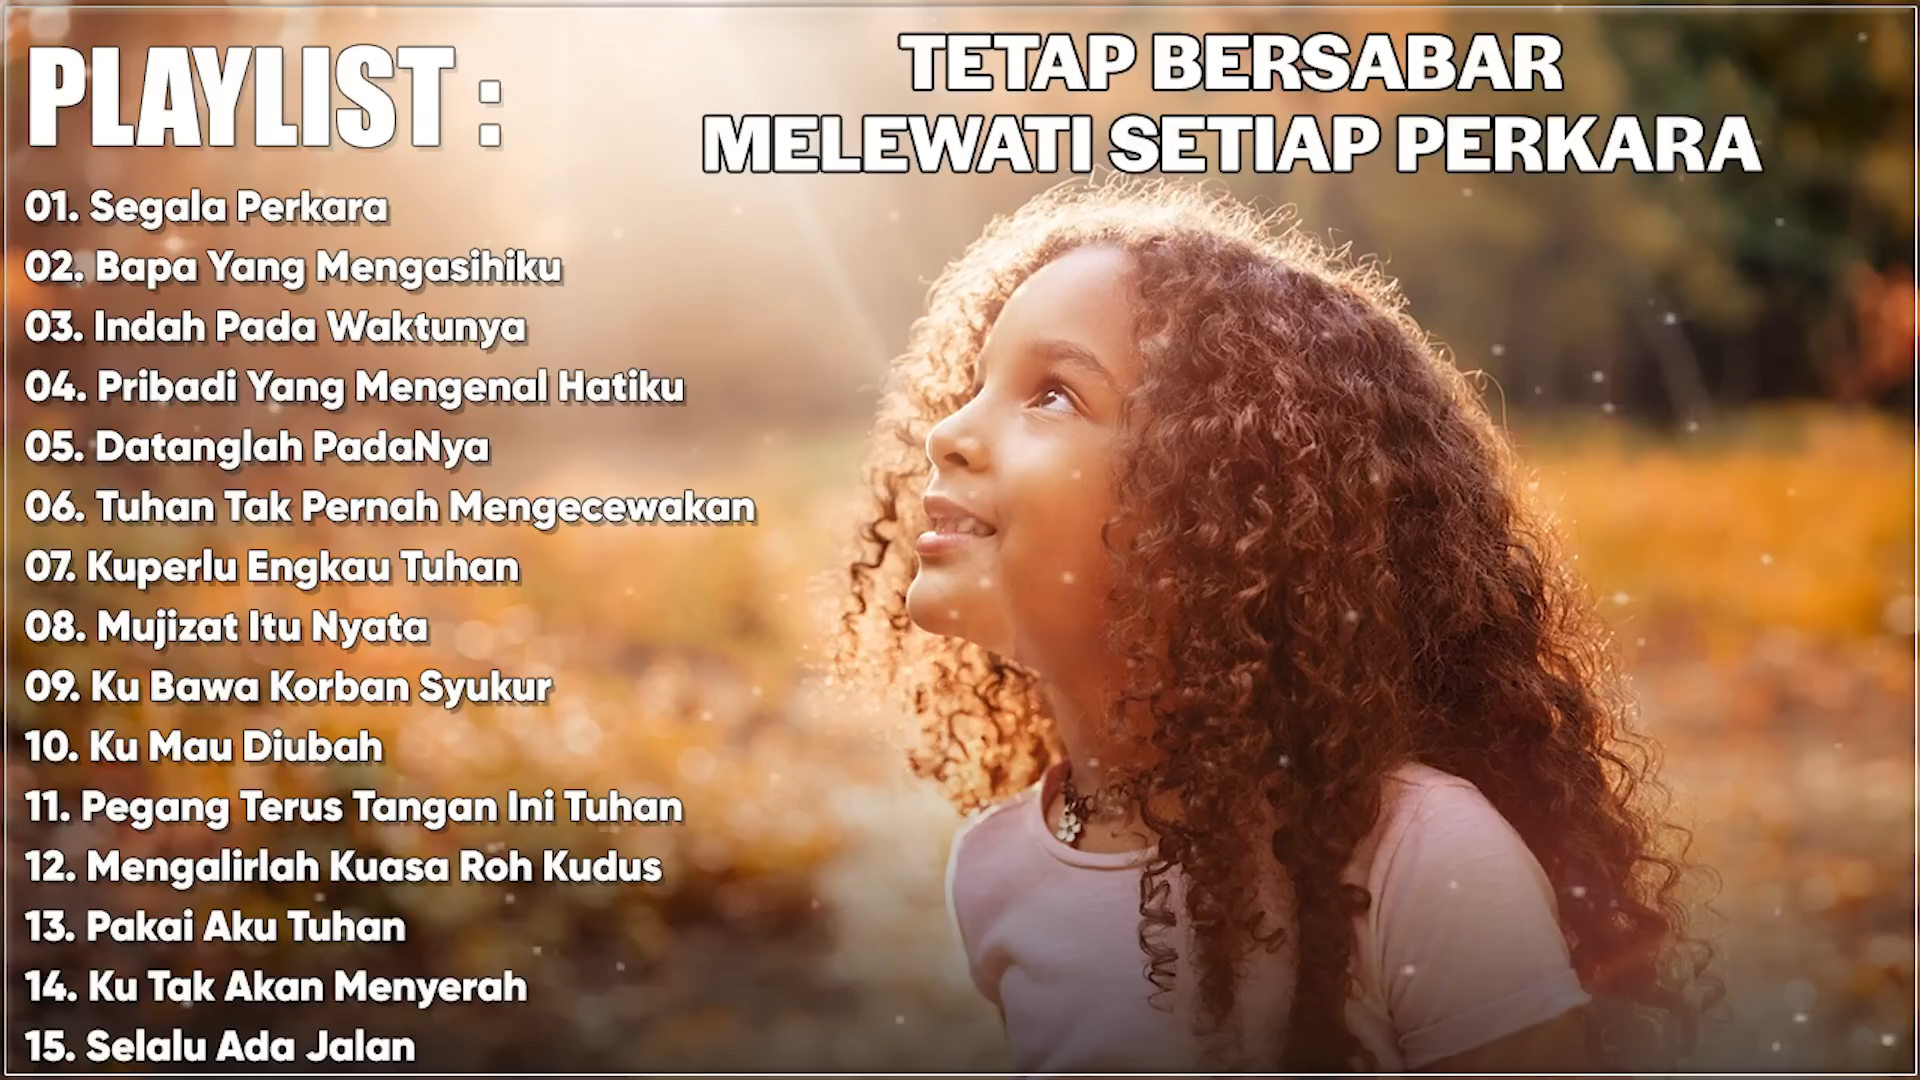 PLAYLIST :
TETAP BERSABAR
MELEWATI SETIAP PERKARA
01. Segala Perkara
02. Bapa Yang Mengasihiku
03. Indah Pada Waktunya
04. Pribadi Yang Mengenal Hatiku
05. Datanglah PadaNya
06. Tuhan Tak Pernah Mengecewakan
07. Kuperlu Engkau Tuhan
08. Mujizat Itu Nyata
09. Ku Bawa Korban Syukur
10. Ku Mau Diubah
11. Pegang Terus Tangan Ini Tuhan
12. Mengalirlah Kuasa Roh Kudus
13. Pakai Aku Tuhan
14. Ku Tak Akan Menyerah
15. Selalu Ada Jalan